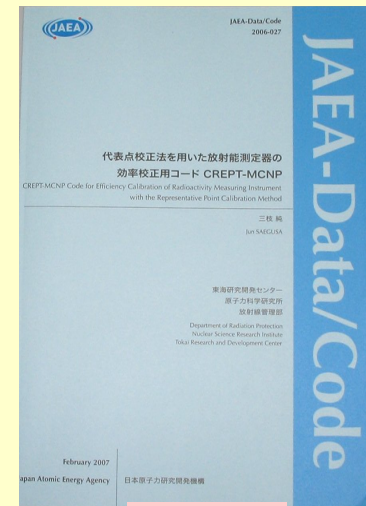 JAEA
JAEA-Data/Code
2006-027
JAEA-Data/Code
代表点校正法を用いた放射能測定器の
効率校正用コード CREPT-MCNP
CREPT-MCNP Code for Efficiency Calibration of Radioactivity Measuring Instrument
with the Representative Point Calibration Method
三枝 純
Jun SAEGUSA
東海研究開発センター
原子力科学研究所
放射線管理部
Department of Radiation Protection
Nuclear Science Research Institute
Tokai Research and Development Center
February 2007
apan Atomic Energy Agency
日本原子力研究開発機構